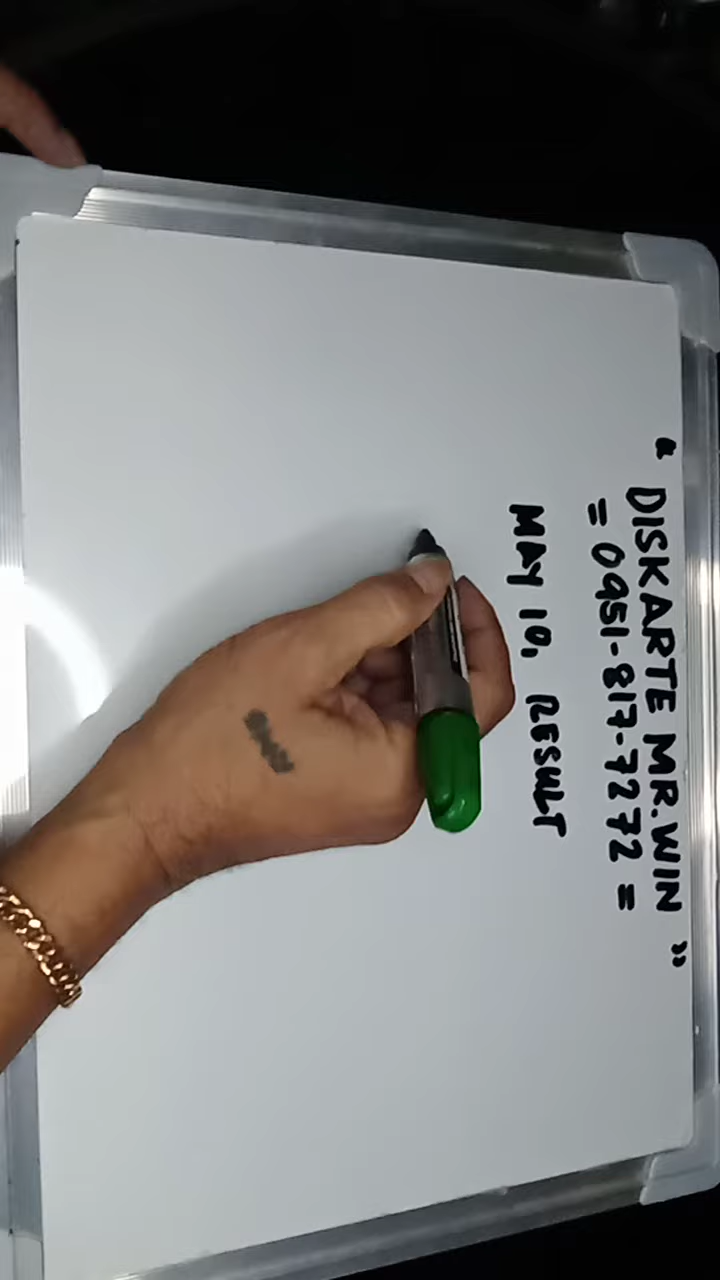 “ DISKARTE MR.WIN ”
= 0951-817-7272 =
MAY 10, RESULT